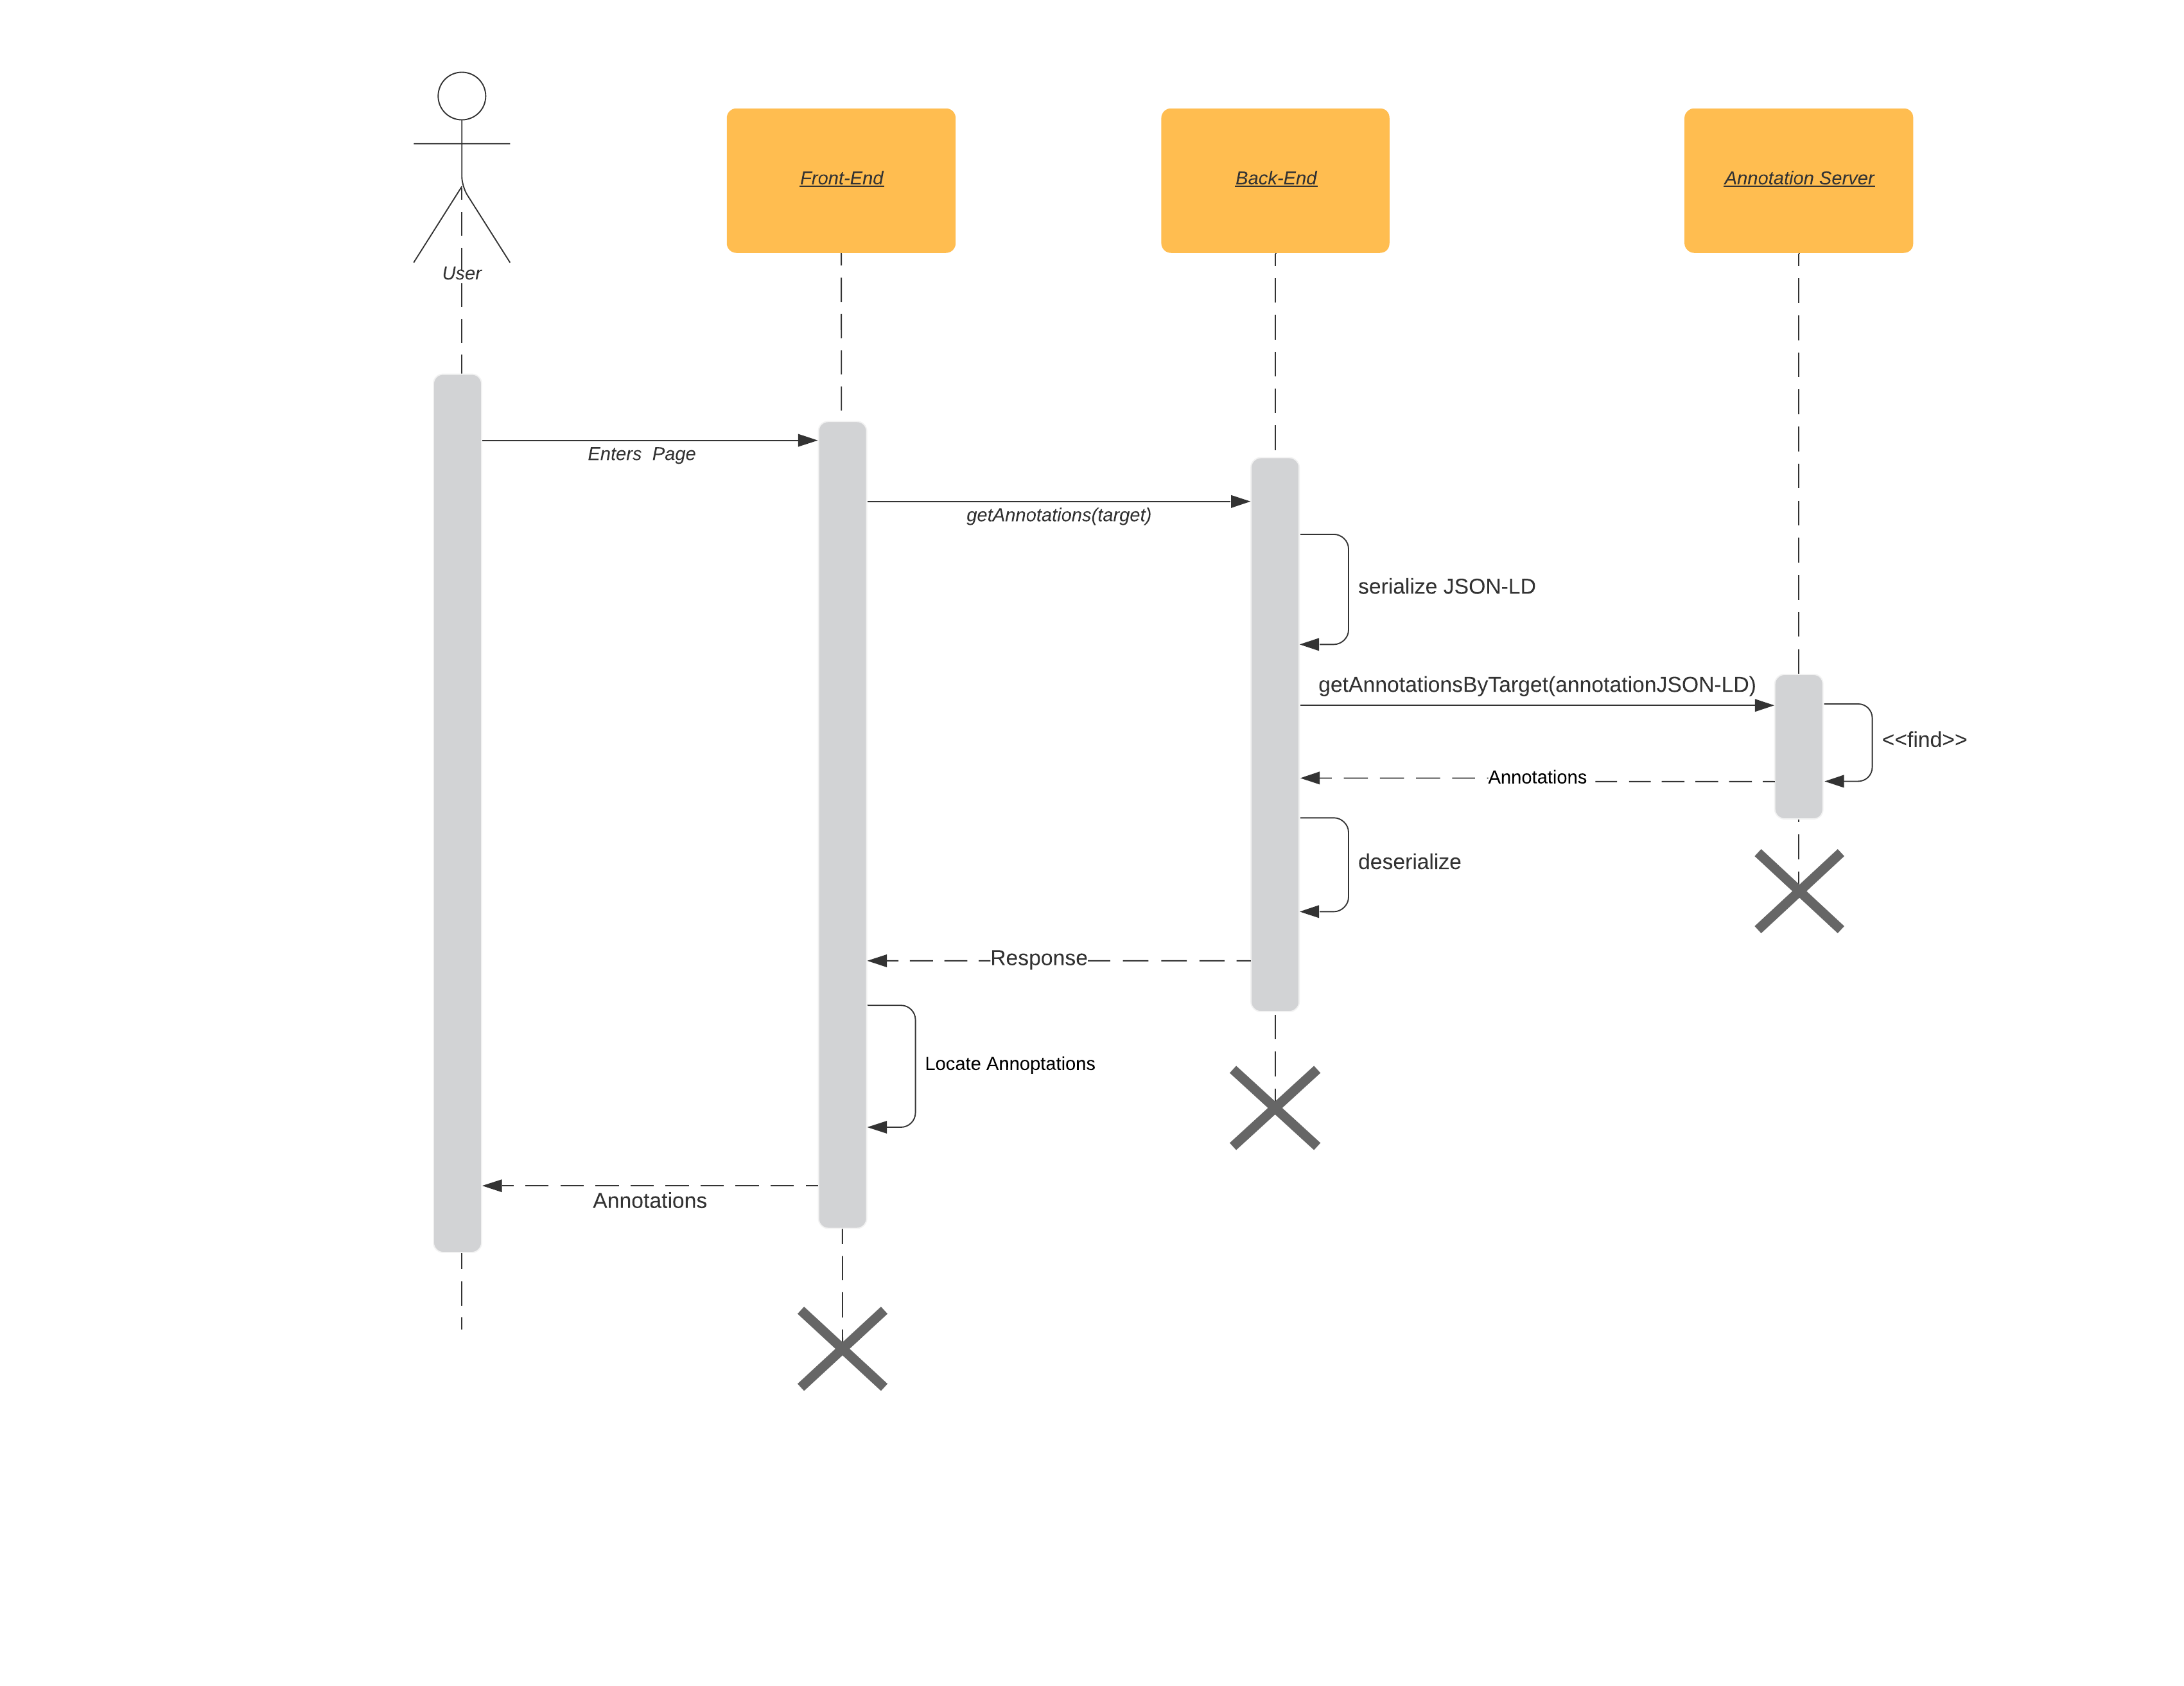 Front-End
Back-End
Annotation Server
User
Enters  Page
getAnnotations(target)
serialize JSON-LD
getAnnotationsByTarget(annotationJSON-LD)
<<find>>
Annotations
deserialize
Response
Locate Annoptations
Annotations